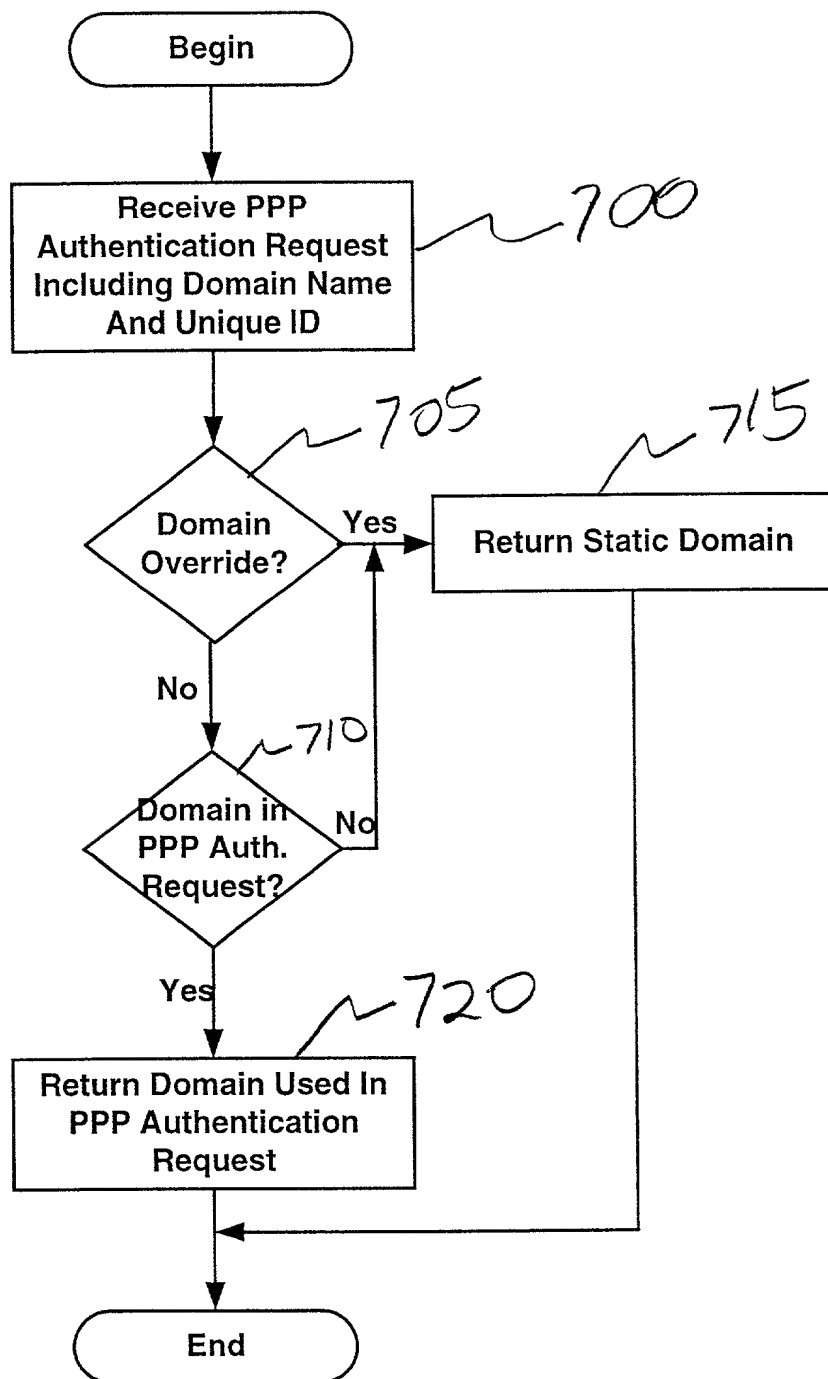 Begin
Receive PPP
Authentication Request
Including Domain Name
And Unique ID
700
705
715
Domain
Override?
Yes
Return Static Domain
No
710
Domain in
PPP Auth.
Request?
No
Yes
720
Return Domain Used In
PPP Authentication
Request
End